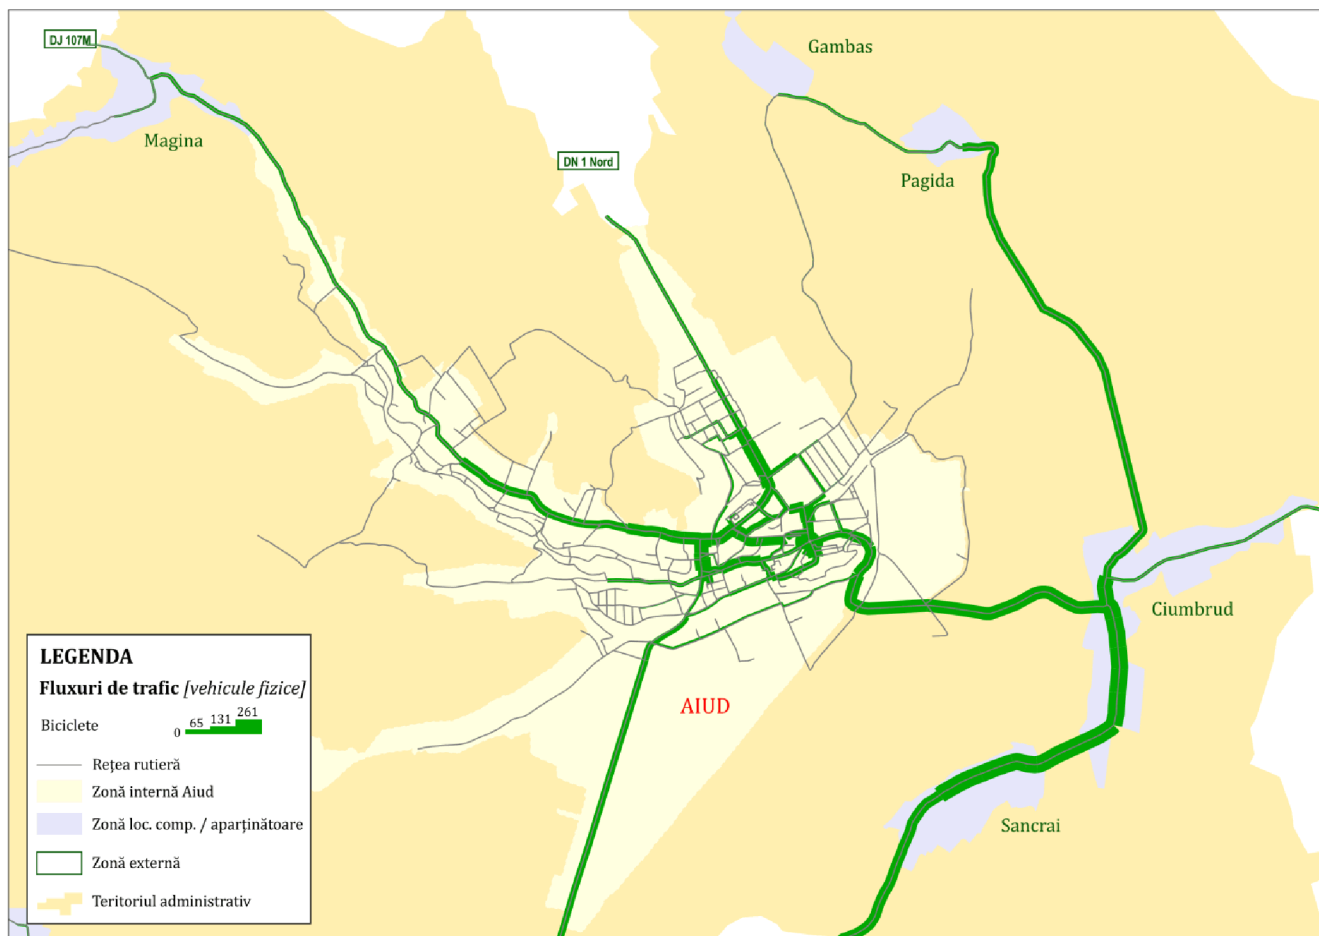 DJ 107M
Gambas
Magina
DN 1 Nord
Pagida
Ciumbrud
AIUD
Sancrai
LEGENDA
Fluxuri de trafic [vehicule fizice]
Biciclete 0 65 131 261
Rețea rutieră
Zonă internă Aiud
Zonă loc. comp. / aparținătoare
Zonă externă
Teritoriul administrativ